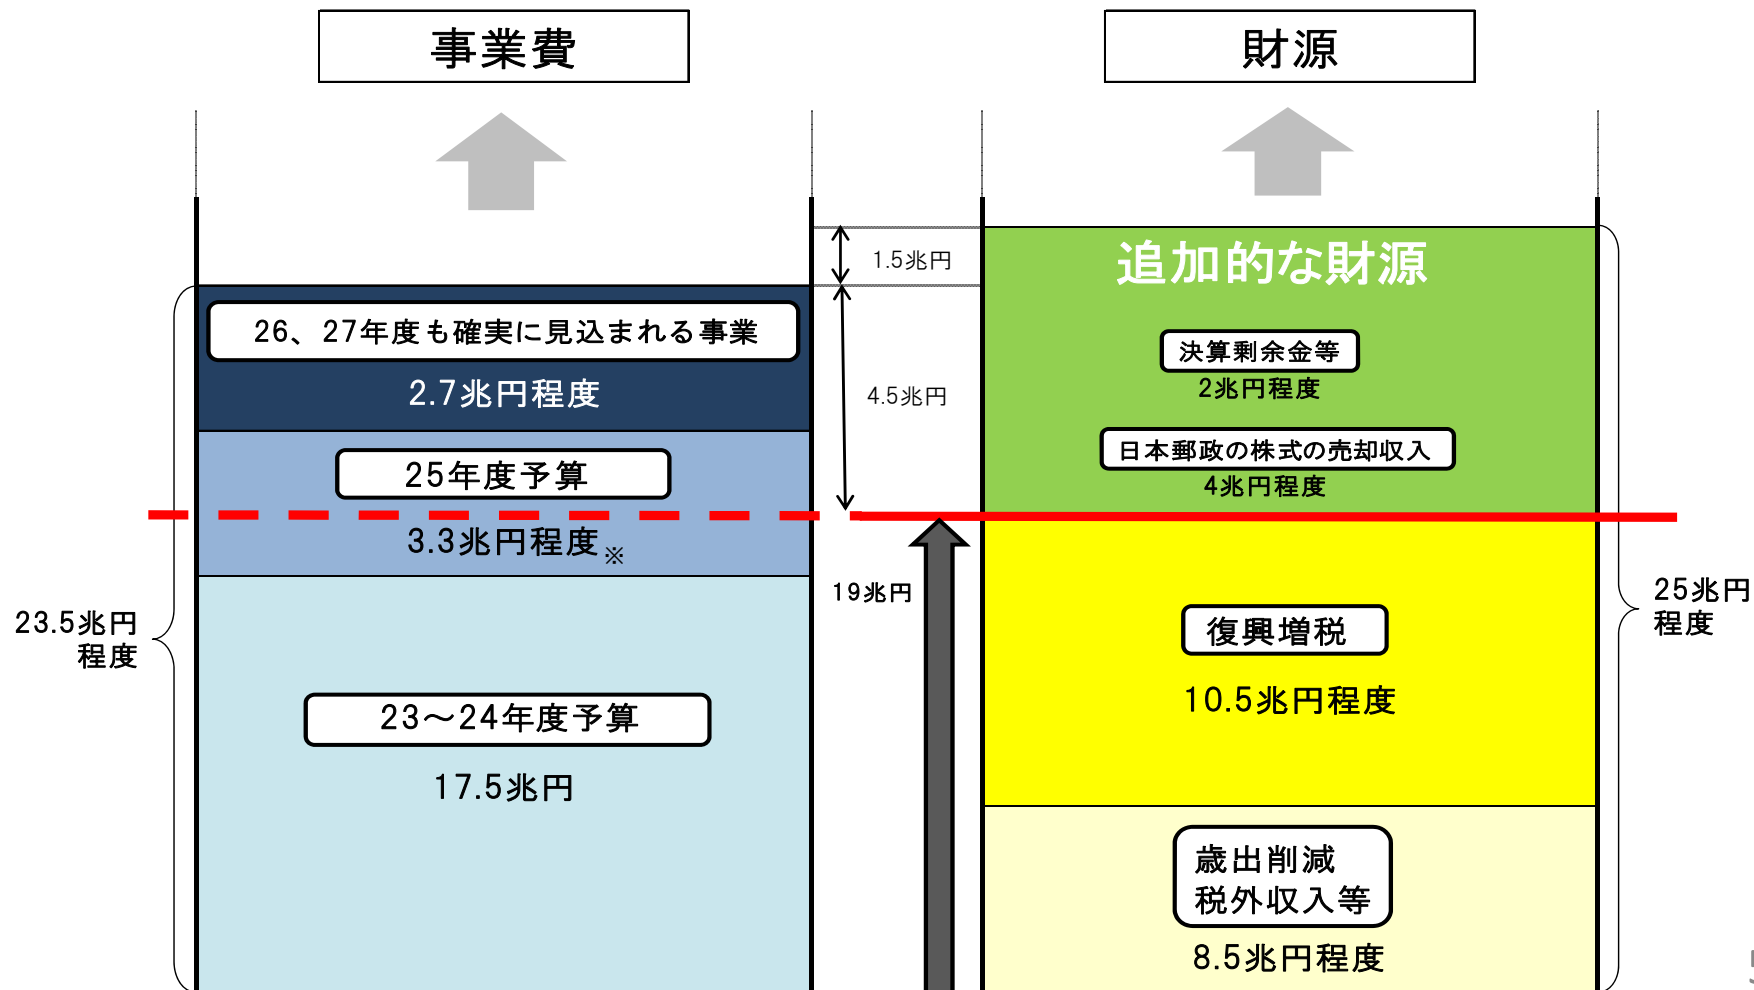 事業費
財源
1.5兆円
追加的な財源
26、27年度も確実に見込まれる事業
2.7兆円程度
決算剰余金等
2兆円程度
4.5兆円
日本郵政の株式の売却収入
4兆円程度
25年度予算
3.3兆円程度※
19兆円
23.5兆円
程度
25兆円
程度
復興増税
10.5兆円程度
23～24年度予算
17.5兆円
歳出削減
税外収入等
8.5兆円程度